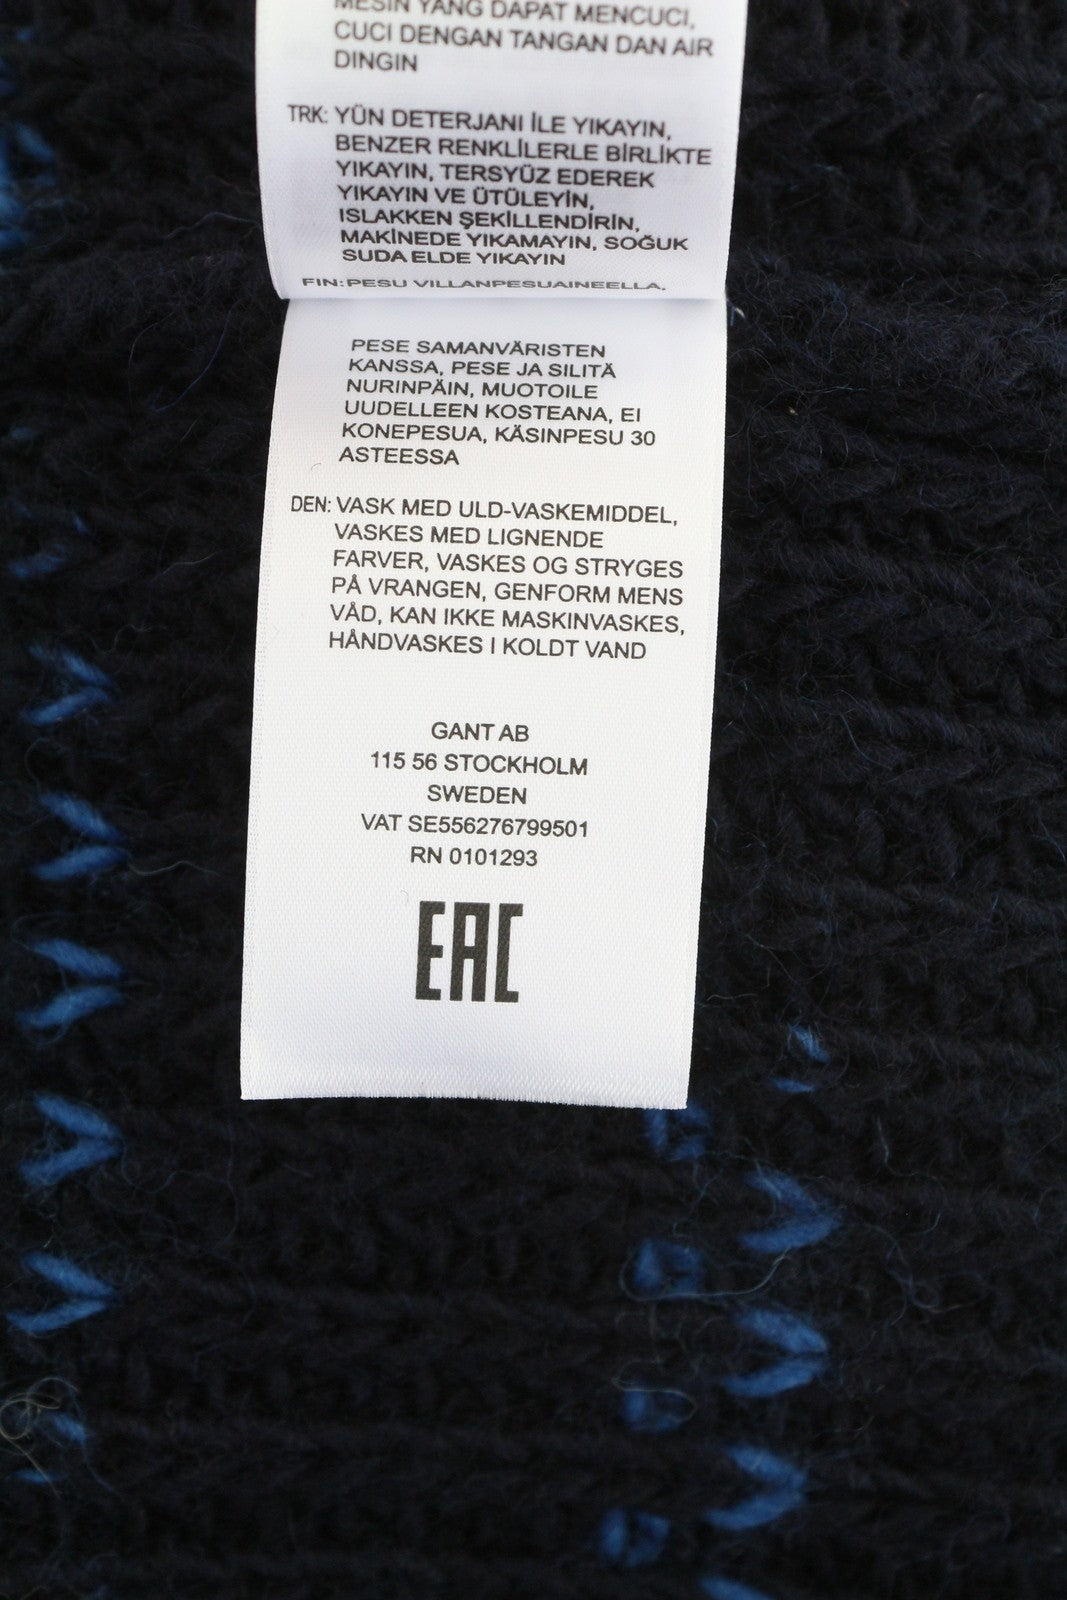 MESIN YANG DAPAT MENCUCI,
CUCI DENGAN TANGAN DAN AIR
DINGIN
TRK: YÜN DETERJANI İLE YIKAYIN,
BENZER RENKLİLERLE BİRLİKTE
YIKAYIN, TERSYÜZ EDEREK
YIKAYIN VE ÜTÜLEYİN,
ISLAKKEN ŞEKİLLENDİRİN,
MAKİNEDE YIKAMAYIN, SOĞUK
SUDA ELDE YIKAYIN
FIN: PESU VILLANPESUAINEELLA,
PESE SAMANVÄRISTEN
KANSSA, PESE JA SILITÄ
NURINPÄIN, MUOTOILE
UUDELLEEN KOSTEANA, EI
KONEPESUA, KÄSINPESU 30
ASTEESSA
DEN: VASK MED ULD-VASKEMIDDEL,
VASKES MED LIGNENDE
FARVER, VASKES OG STRYGES
PÅ VRANGEN, GENFORM MENS
VÅD, KAN IKKE MASKINVASKES,
HÅNDVASKES I KOLDT VAND
GANT AB
115 56 STOCKHOLM
SWEDEN
VAT SE556276799501
RN 0101293
EAC